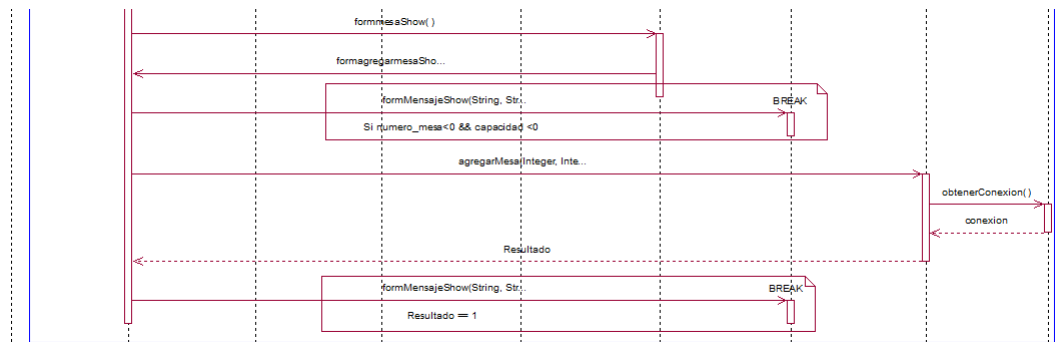 formmesaShow( )
formagregarmesaSho...
formMensajeShow(String, Str...
BREAK
Si numero_mesa<0 && capacidad <0
agregarMesa(Integer, Inte...
obtenerConexion( )
conexion
Resultado
formMensajeShow(String, Str...
BREAK
Resultado == 1